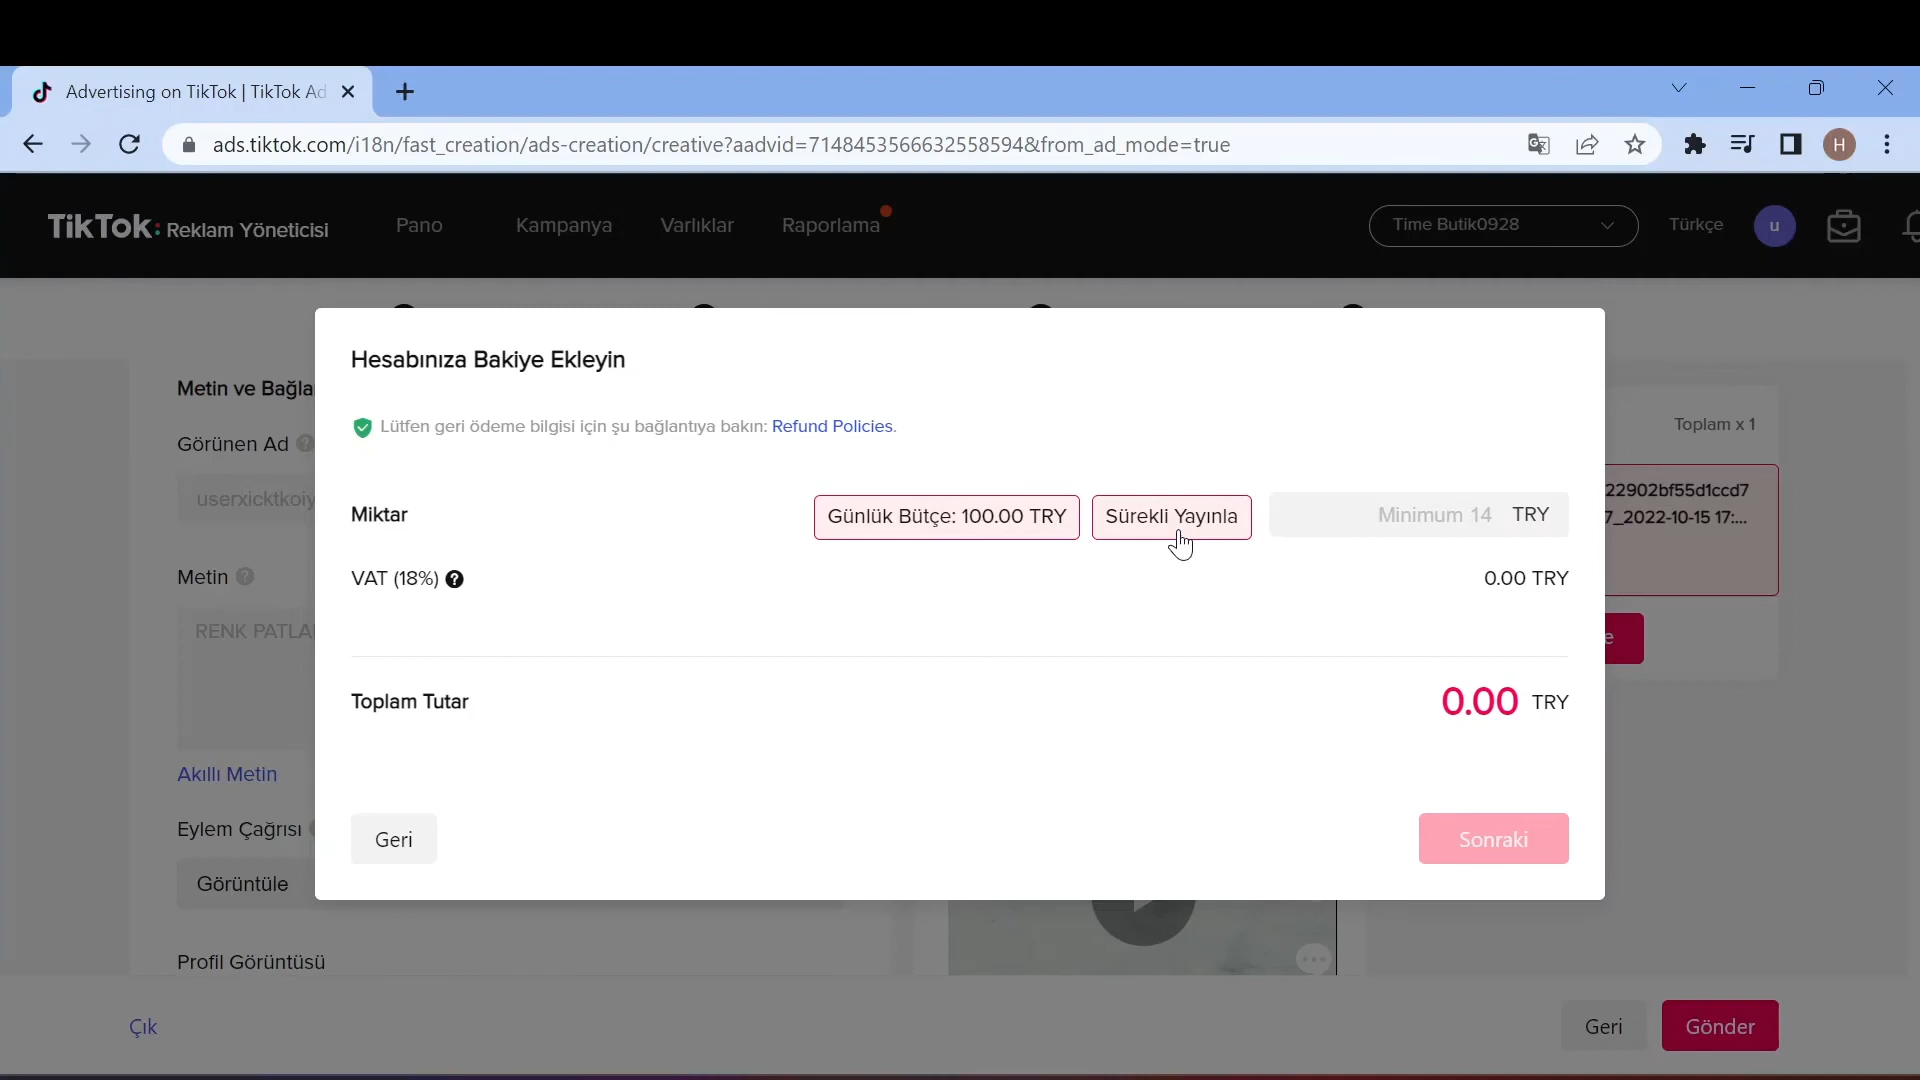 Advertising on TikTok | TikTok Ad
ads.tiktok.com/i18n/fast_creation/ads-creation/creative?aadvid=7148453566632558594&from_ad_mode=true
H
TikTok: Reklam Yöneticisi
Pano
Kampanya
Varlıklar
Raporlama
Time Butik0928
Türkçe
u
Hesabınıza Bakiye Ekleyin
Lütfen geri ödeme bilgisi için şu bağlantıya bakın: Refund Policies.
Miktar
Günlük Bütçe: 100.00 TRY
Sürekli Yayınla
Minimum 14 TRY
VAT (18%)
0.00 TRY
Toplam Tutar
0.00 TRY
Geri
Sonraki
Metin ve Bağla
Görünen Ad
userxicktkoiy
Metin
RENK PATLA
Akıllı Metin
Eylem Çağrısı
Görüntüle
Profil Görüntüsü
Toplam x 1
22902bf55d1ccd7
7_2022-10-15 17:...
e
Çık
Geri
Gönder